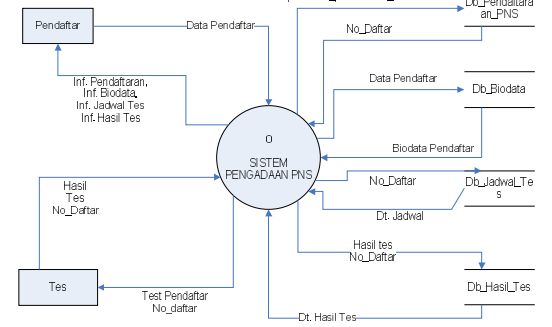 Db_Pendaftara
an_PNS
Pendaftar
Data Pendaftar
No_Daftar
Inf. Pendaftaran,
Inf. Biodata,
Inf. Jadwal Tes
Inf. Hasil Tes
Data Pendaftar
Db_Biodata
0
SISTEM
PENGADAAN PNS
Biodata Pendaftar
Hasil
Tes
No_Daftar
No_Daftar
Db_Jadwal_Te
s
Dt. Jadwal
Hasil tes
No_Daftar
Tes
Test Pendaftar
No_daftar
Db_Hasil_Tes
Dt. Hasil Tes